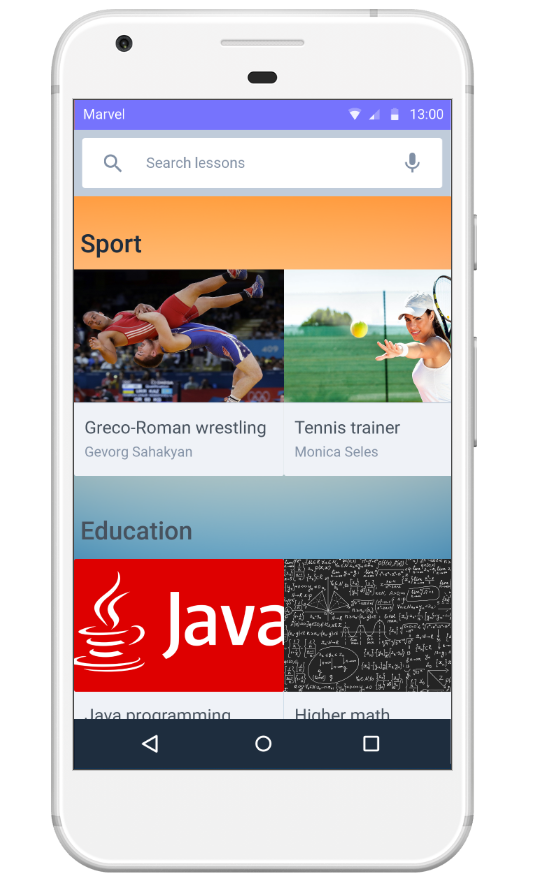 Marvel
13:00
Search lessons
Sport
Greco-Roman wrestling
Tennis trainer
Gevorg Sahakyan
Monica Seles
Education
Java
Java programming
Higher math